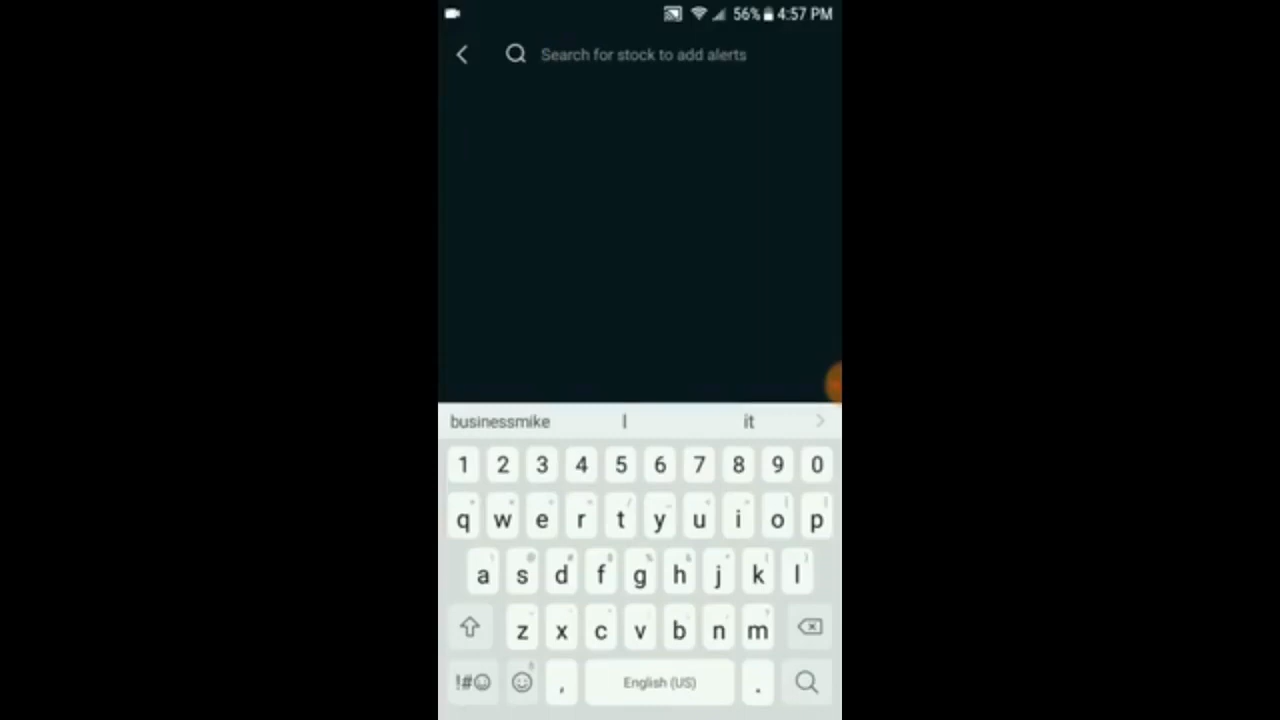 56% 4:57 PM
Search for stock to add alerts
businessmike I it
1 2 3 4 5 6 7 8 9 0
q w e r t y u i o p
a s d f g h j k l
z x c v b n m
!#☺ , English (US) .